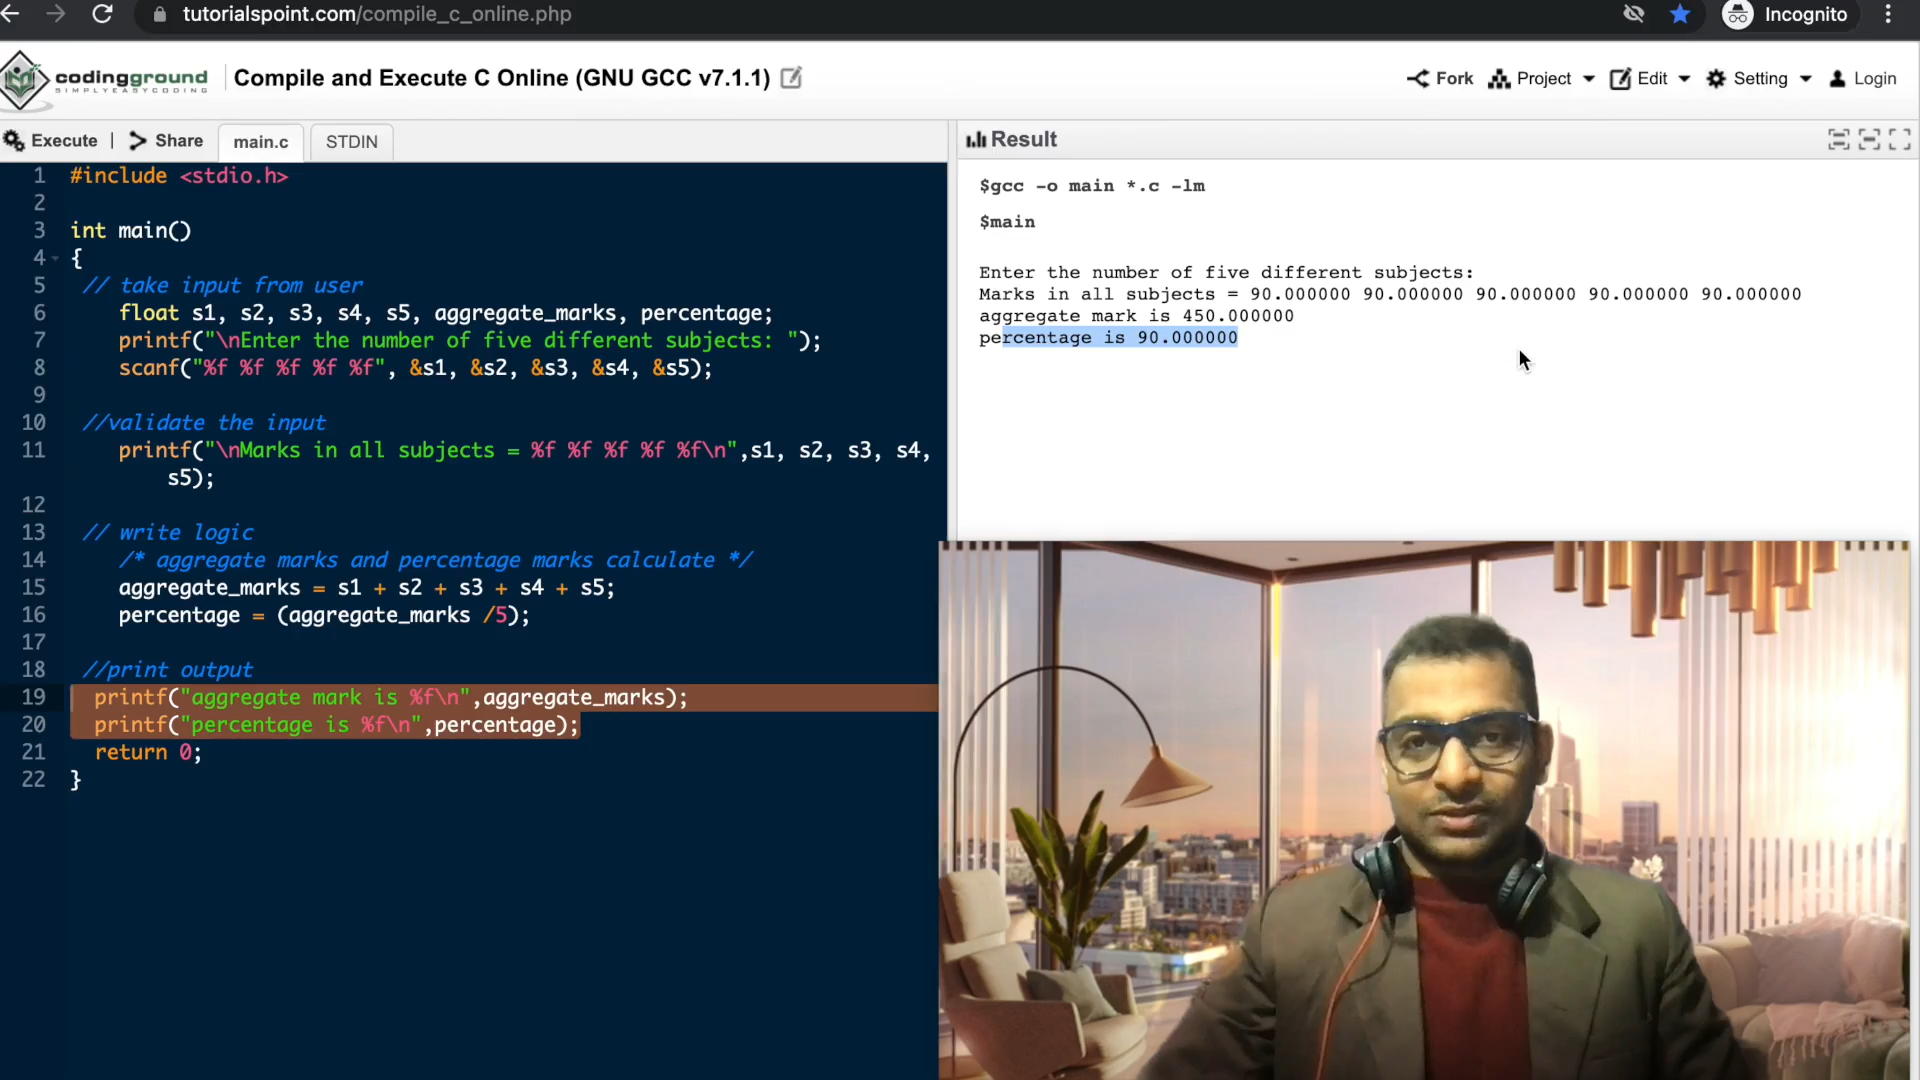 tutorialspoint.com/compile_c_online.php
Incognito
codingground
SIMPLYEASYCODING
Compile and Execute C Online (GNU GCC v7.1.1)
Fork
Project
Edit
Setting
Login
Execute | Share main.c STDIN
Result
1 #include <stdio.h>
2
3 int main()
4 {
5 // take input from user
6 float s1, s2, s3, s4, s5, aggregate_marks, percentage;
7 printf("\nEnter the number of five different subjects: ");
8 scanf("%f %f %f %f %f", &s1, &s2, &s3, &s4, &s5);
9
10 //validate the input
11 printf("\nMarks in all subjects = %f %f %f %f %f\n",s1, s2, s3, s4,
s5);
12
13 // write logic
14 /* aggregate marks and percentage marks calculate */
15 aggregate_marks = s1 + s2 + s3 + s4 + s5;
16 percentage = (aggregate_marks /5);
17
18 //print output
19 printf("aggregate mark is %f\n",aggregate_marks);
20 printf("percentage is %f\n",percentage);
21 return 0;
22 }
$gcc -o main *.c -lm
$main
Enter the number of five different subjects:
Marks in all subjects = 90.000000 90.000000 90.000000 90.000000 90.000000
aggregate mark is 450.000000
percentage is 90.000000